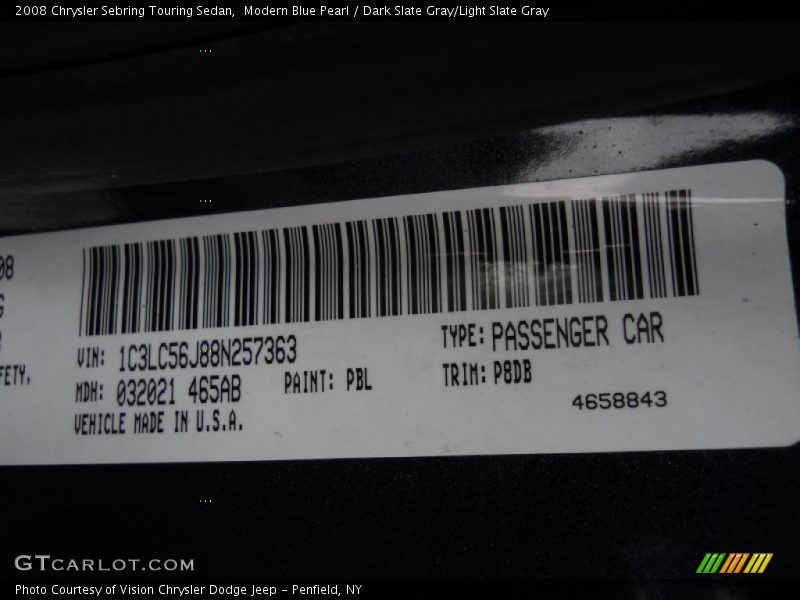 2008 Chrysler Sebring Touring Sedan,  Modern Blue Pearl / Dark Slate Gray/Light Slate Gray
08
FETY,
VIN: 1C3LC56J88N257363
TYPE: PASSENGER CAR
MDH: 032021 465AB
PAINT: PBL
TRIM: P8DB
VEHICLE MADE IN U.S.A.
4658843
GTCARLOT.COM
Photo Courtesy of Vision Chrysler Dodge Jeep - Penfield, NY